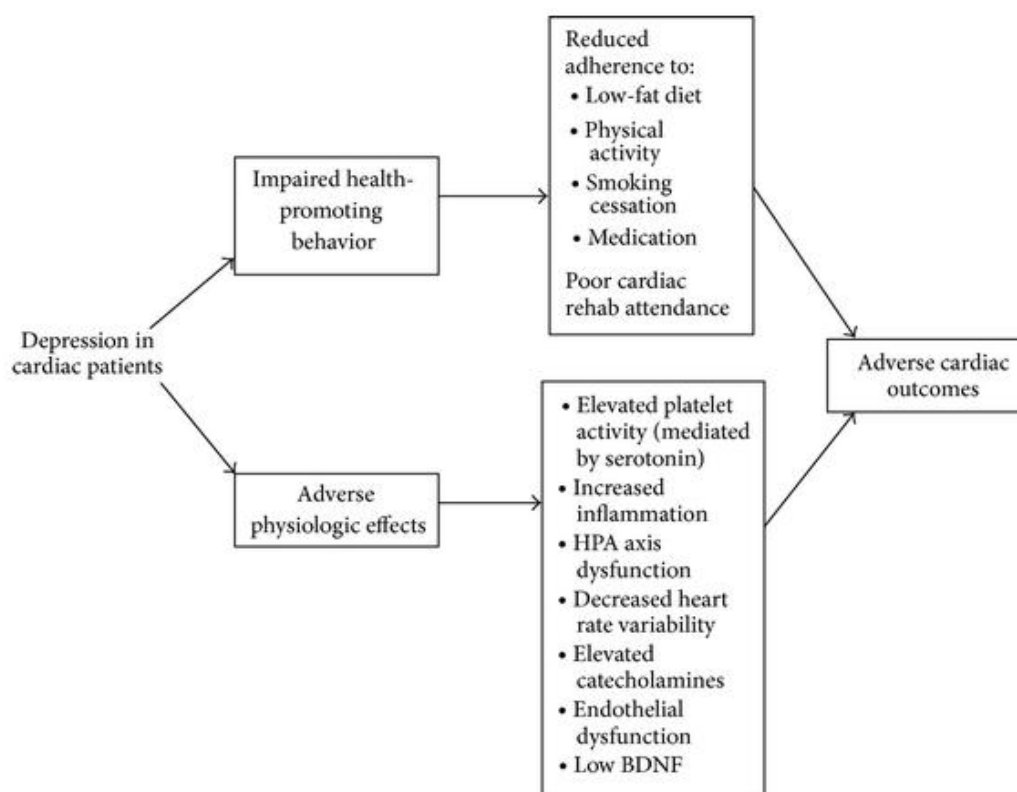 Depression in
cardiac patients
Impaired health-
promoting
behavior
Reduced
adherence to:
• Low-fat diet
• Physical
activity
• Smoking
cessation
• Medication
Poor cardiac
rehab attendance
Adverse
physiologic effects
• Elevated platelet
activity (mediated
by serotonin)
• Increased
inflammation
• HPA axis
dysfunction
• Decreased heart
rate variability
• Elevated
catecholamines
• Endothelial
dysfunction
• Low BDNF
Adverse cardiac
outcomes